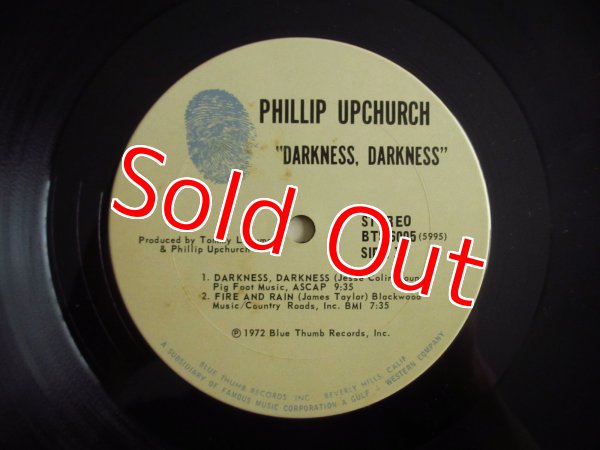 PHILLIP UPCHURCH
"DARKNESS, DARKNESS"
Sold Out
STEREO
(5995)
Produced by
& Phillip Upchurch
1. DARKNESS, DARKNESS (Jesse Colin
Pig Foot Music, ASCAP 9:35
2. FIRE AND RAIN (James Taylor) Blackwood
Music/Country Roads, Inc. BMI 7:35
℗ 1972 Blue Thumb Records, Inc.
BLUE THUMB RECORDS INC. BEVERLY HILLS, CALIF.
A SUBSIDIARY OF FAMOUS MUSIC CORPORATION A GULF + WESTERN COMPANY